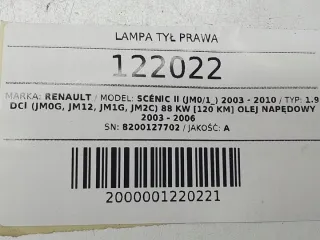 LAMPA TYŁ PRAWA
122022
MARKA: RENAULT / MODEL: SCÉNIC II (JM0/1_) 2003 - 2010 / TYP: 1.9
DCI (JM0G, JM12, JM1G, JM2C) 88 KW [120 KM] OLEJ NAPĘDOWY
2003 - 2006
SN: 8200127702 / JAKOŚĆ: A
2000001220221